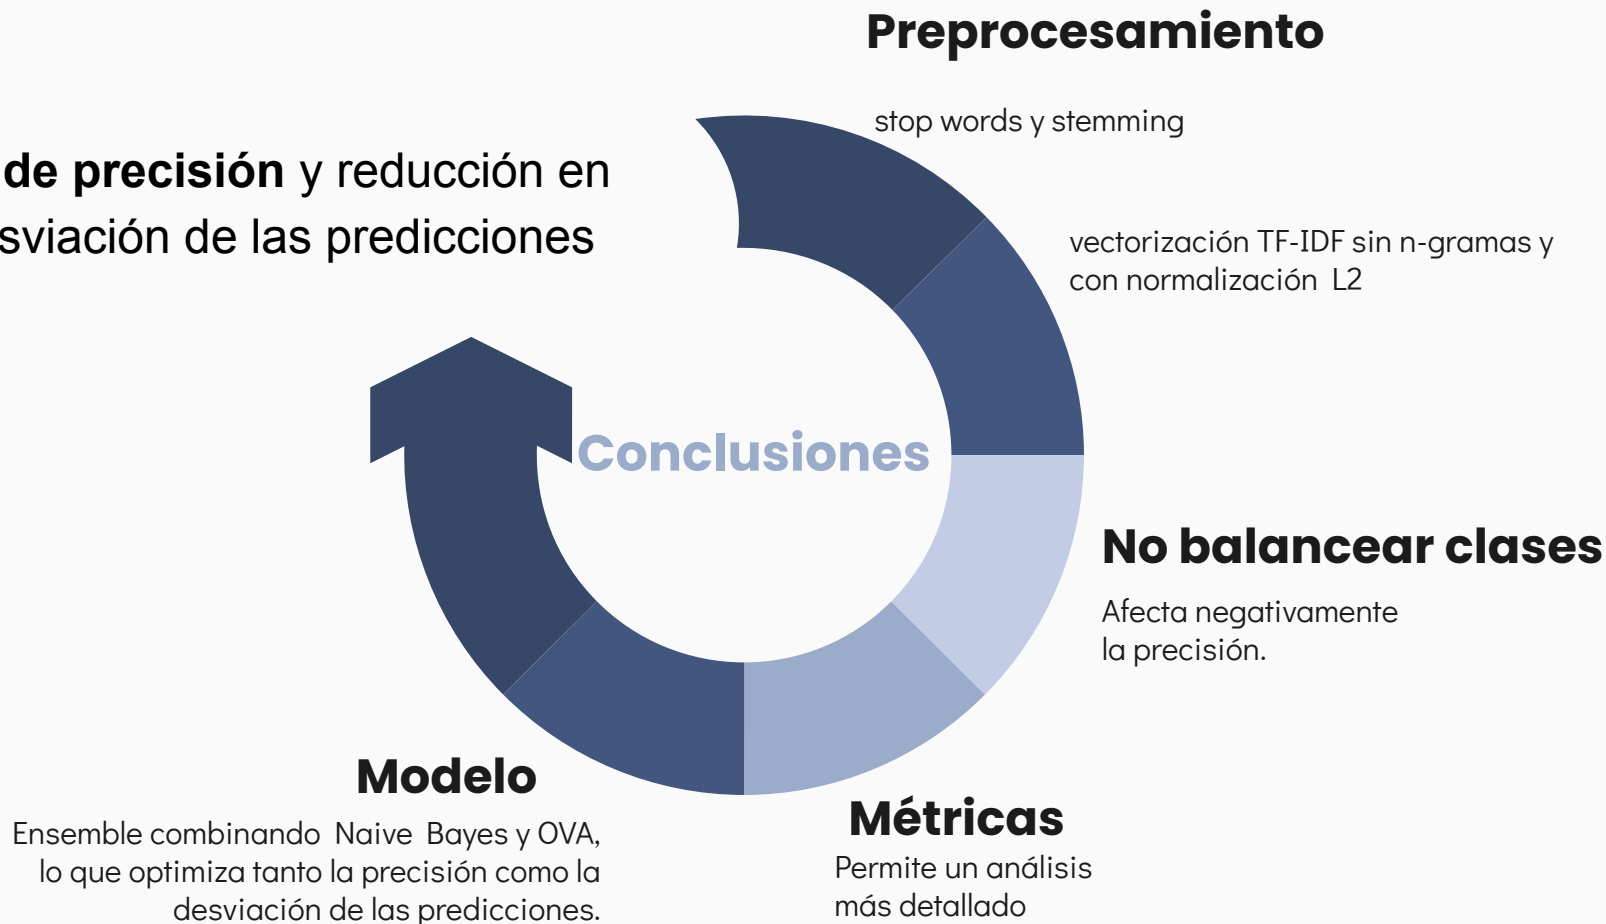 Preprocesamiento
stop words y stemming
de precisión y reducción en
sviación de las predicciones
vectorización TF-IDF sin n-gramas y
con normalización L2
Conclusiones
No balancear clases
Afecta negativamente
la precisión.
Modelo
Ensemble combinando Naive Bayes y OVA,
lo que optimiza tanto la precisión como la
desviación de las predicciones.
Métricas
Permite un análisis
más detallado